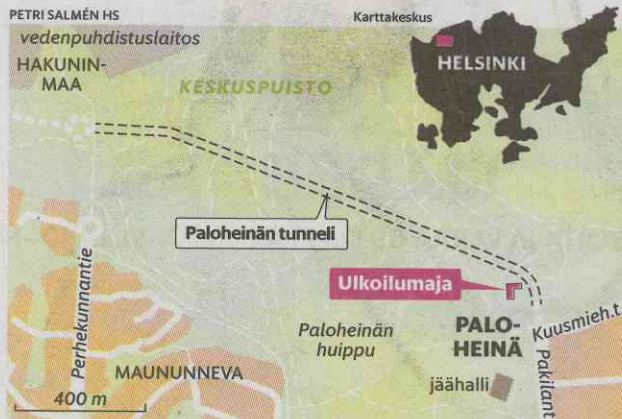 PETRI SALMÉN HS
Karttakeskus
vedenpuhdistuslaitos
HAKUNIN-
MAA
KESKUSPUISTO
HELSINKI
Paloheinän tunneli
Ulkoilumaja
Perhekunnantie
Paloheinän
huippu
PALO-
HEINÄ
Kuusmieh.t.
Pakilant
MAUNUNNEVA
jäähalli
400 m